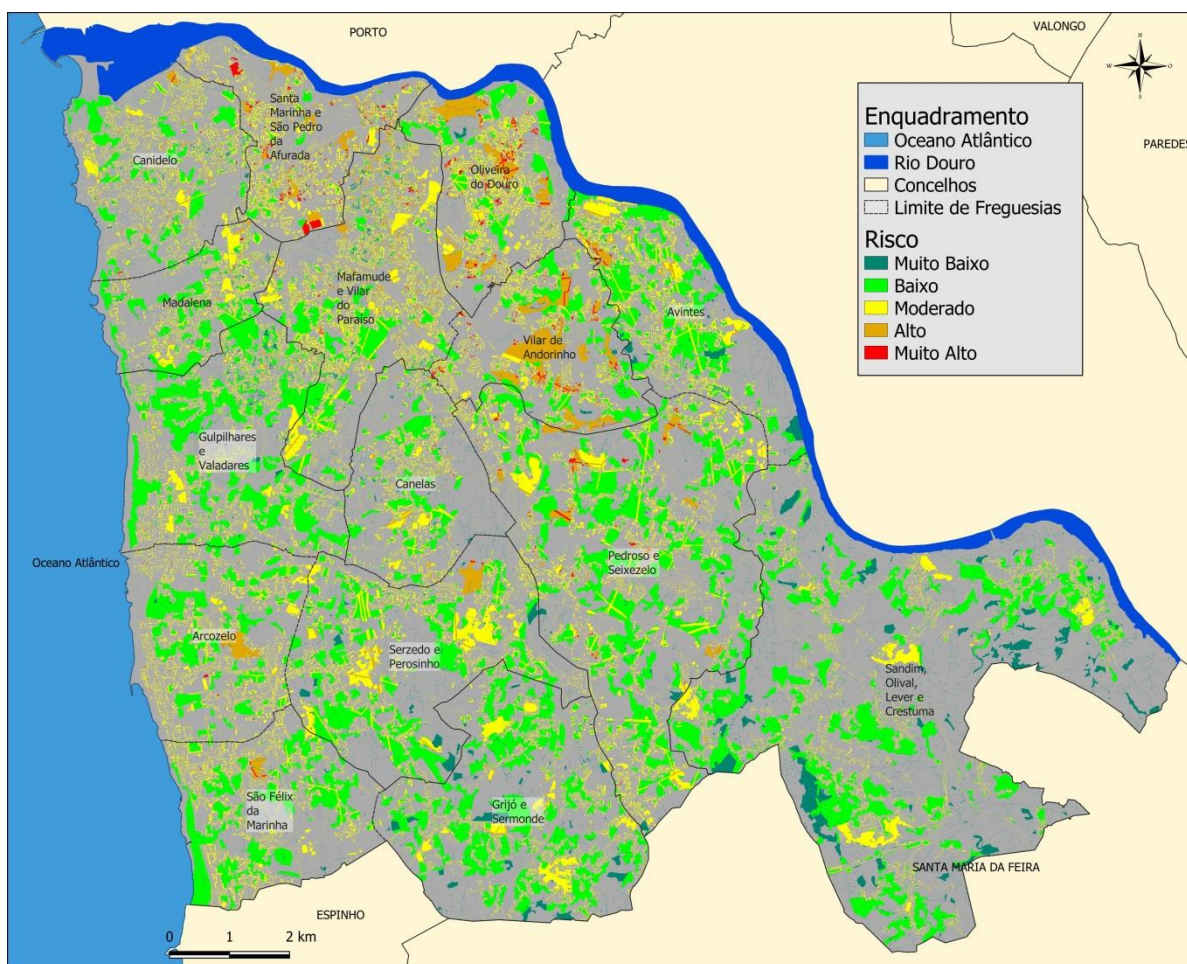 PORTO
VALONGO
N
W
O
S
Enquadramento
Oceano Atlântico
Rio Douro
Concelhos
Limite de Freguesias
Risco
Muito Baixo
Baixo
Moderado
Alto
Muito Alto
PAREDES
Santa
Marinha e
São Pedro
da
Afurada
Canidelo
Oliveira
do Douro
Mafamude
e Vilar
do
Paraíso
Madalena
Avintes
Vilar de
Andorinho
Gulpilhares
e
Valadares
Canelas
Oceano Atlântico
Pedroso e
Seixezelo
Arcozelo
Serzedo e
Perosinho
Sandim,
Olival,
Lever e
Crestuma
São Félix
da
Marinha
Grijó e
Sermonde
SANTA MARIA DA FEIRA
ESPINHO
0 1 2 km